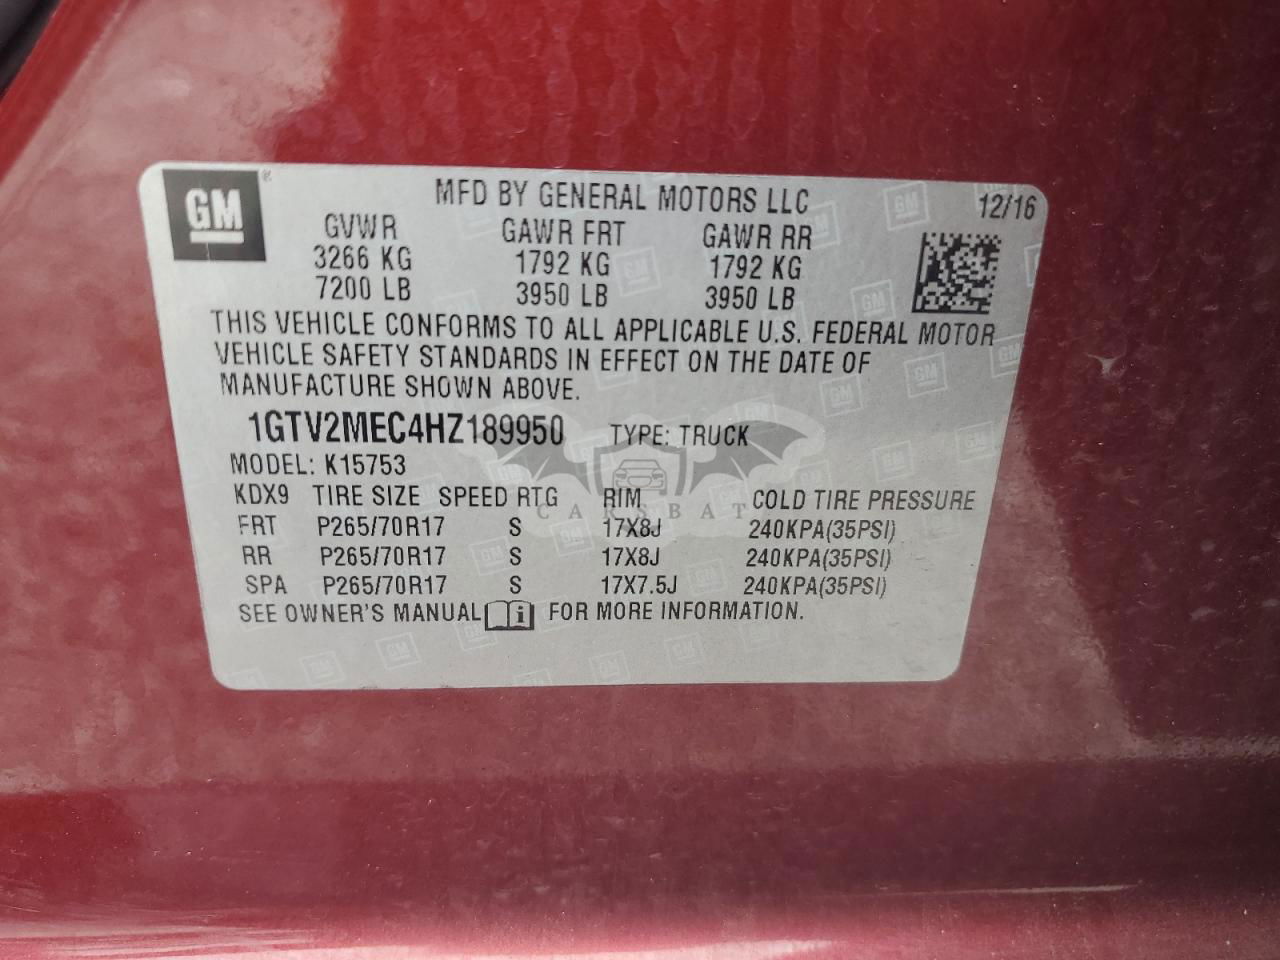 GM ® MFD BY GENERAL MOTORS LLC 12/16
GVWR GAWR FRT GAWR RR
3266 KG 1792 KG 1792 KG
7200 LB 3950 LB 3950 LB
THIS VEHICLE CONFORMS TO ALL APPLICABLE U.S. FEDERAL MOTOR
VEHICLE SAFETY STANDARDS IN EFFECT ON THE DATE OF
MANUFACTURE SHOWN ABOVE.
1GTV2MEC4HZ189950 TYPE: TRUCK
MODEL: K15753
KDX9 TIRE SIZE SPEED RTG RIM COLD TIRE PRESSURE
CARSBAT
FRT P265/70R17 S 17X8J 240KPA(35PSI)
RR P265/70R17 S 17X8J 240KPA(35PSI)
SPA P265/70R17 S 17X7.5J 240KPA(35PSI)
SEE OWNER'S MANUAL i FOR MORE INFORMATION.